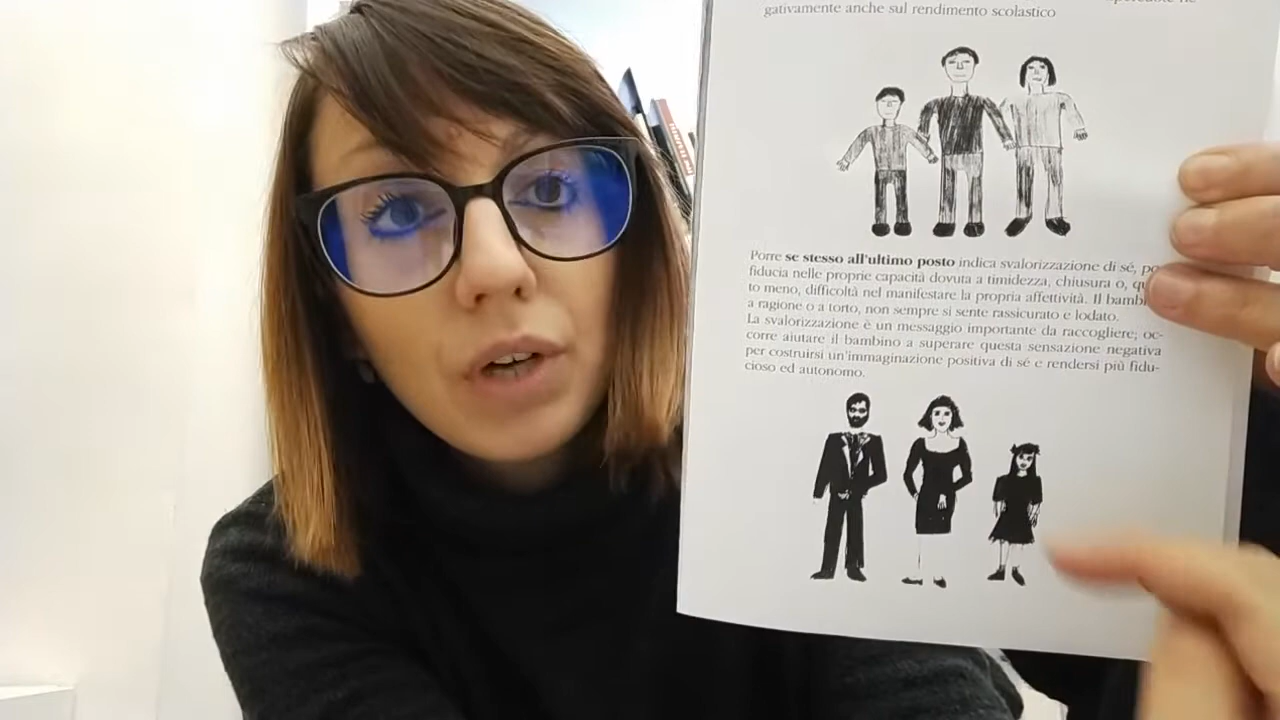 gativamente anche sul rendimento scolastico
Porre se stesso all'ultimo posto indica svalorizzazione di sé, po
fiducia nelle proprie capacità dovuta a timidezza, chiusura o, qu
to meno, difficoltà nel manifestare la propria affettività. Il bamb
a ragione o a torto, non sempre si sente rassicurato e lodato.
La svalorizzazione è un messaggio importante da raccogliere; oc-
corre aiutare il bambino a superare questa sensazione negativa
per costruirsi un'immaginazione positiva di sé e rendersi più fidu-
cioso ed autonomo.